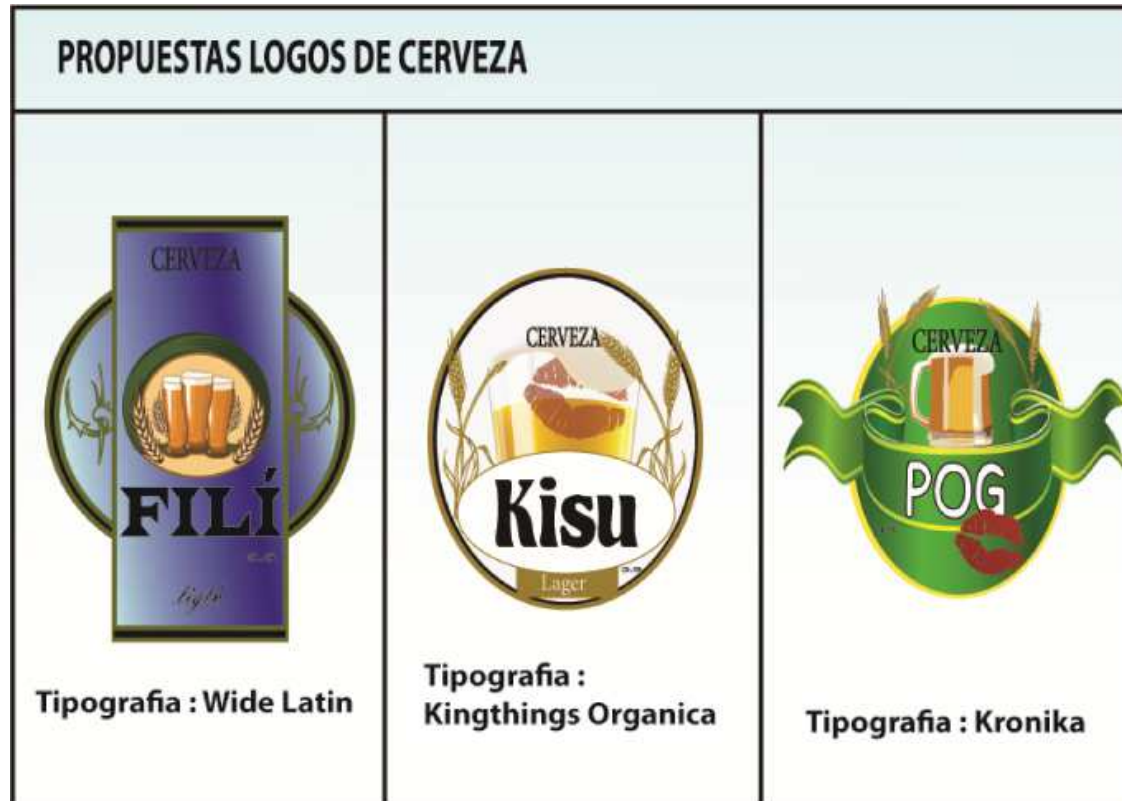 PROPUESTAS LOGOS DE CERVEZA
CERVEZA
FILÍ
Light
Tipografia : Wide Latin
CERVEZA
Kisu
Lager
Tipografia :
Kingthings Organica
CERVEZA
POG
Tipografia : Kronika